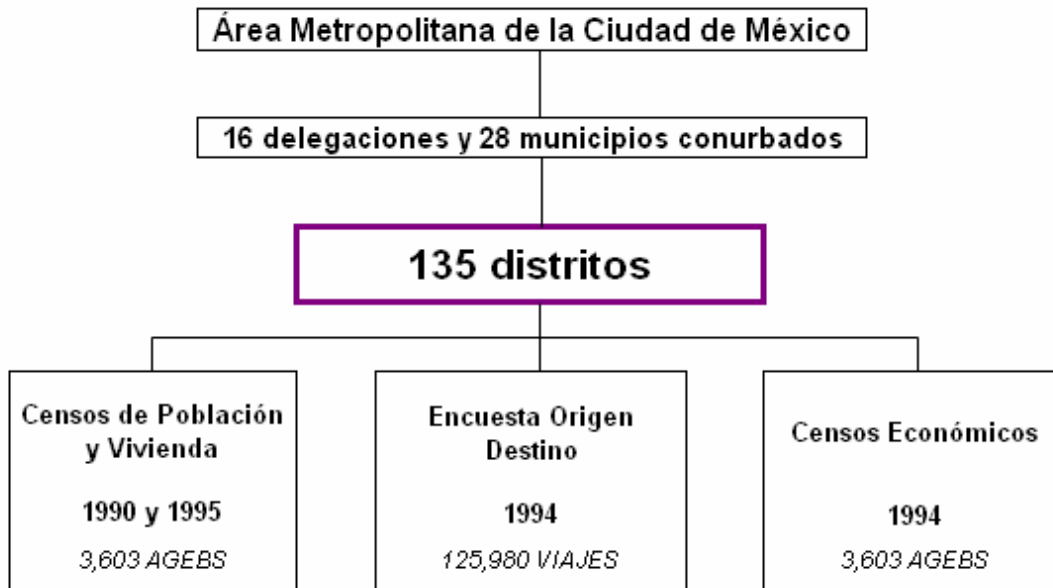 Área Metropolitana de la Ciudad de México
16 delegaciones y 28 municipios conurbados
135 distritos
Censos de Población
y Vivienda
1990 y 1995
3,603 AGEBS
Encuesta Origen
Destino
1994
125,980 VIAJES
Censos Económicos
1994
3,603 AGEBS